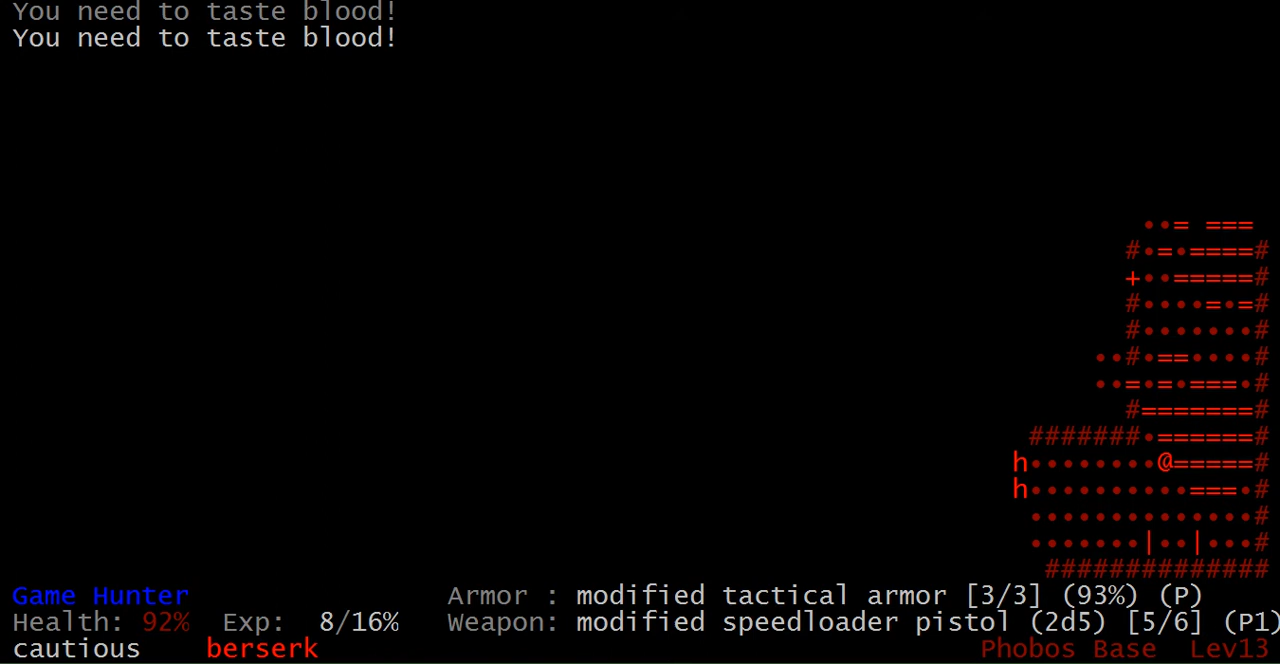 You need to taste blood!
You need to taste blood!
••= ===
#•=•====#
+••=====#
#••••=•=#
#•••••••#
••#•==••••#
••=•=•===•#
#=======#
#######•======#
h••••••••@=====#
h••••••••••===•#
••••••••••••••#
•••••••|••|•••#
##############
Game Hunter Armor : modified tactical armor [3/3] (93%) (P)
Health: 92% Exp: 8/16% Weapon: modified speedloader pistol (2d5) [5/6] (P1)
cautious berserk Phobos Base Lev13